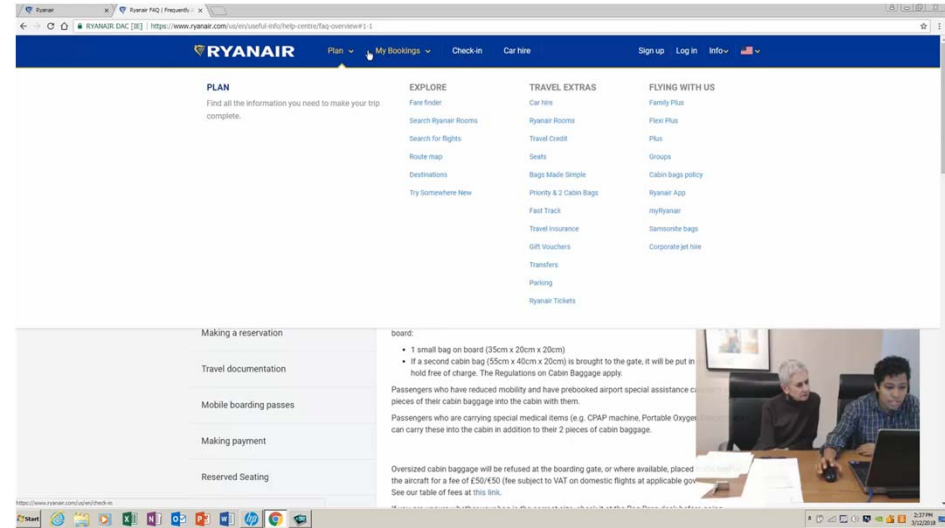 Ryanair
Ryanair FAQ | Frequently A
RYANAIR DAC [IE] | https://www.ryanair.com/us/en/useful-info/help-centre/faq-overview#1-1
RYANAIR
Plan
My Bookings
Check-in
Car hire
Sign up
Log in
Info
PLAN
Find all the information you need to make your trip
complete.
EXPLORE
Fare finder
Search Ryanair Rooms
Search for flights
Route map
Destinations
Try Somewhere New
TRAVEL EXTRAS
Car hire
Ryanair Rooms
Travel Credit
Seats
Bags Made Simple
Priority & 2 Cabin Bags
Fast Track
Travel Insurance
Gift Vouchers
Transfers
Parking
Ryanair Tickets
FLYING WITH US
Family Plus
Flexi Plus
Plus
Groups
Cabin bags policy
Ryanair App
myRyanair
Samsonite bags
Corporate jet hire
Making a reservation
Travel documentation
Mobile boarding passes
Making payment
Reserved Seating
board:
1 small bag on board (35cm x 20cm x 20cm)
If a second cabin bag (55cm x 40cm x 20cm) is brought to the gate, it will be put in
hold free of charge. The Regulations on Cabin Baggage apply.
Passengers who have reduced mobility and have prebooked airport special assistance
pieces of their cabin baggage into the cabin with them.
Passengers who are carrying special medical items (e.g. CPAP machine, Portable Oxygen
can carry these into the cabin in addition to their 2 pieces of cabin baggage.
Oversized cabin baggage will be refused at the boarding gate, or where available, placed
the aircraft for a fee of £50/€50 (fee subject to VAT on domestic flights at applicable gov
See our table of fees at this link.
https://www.ryanair.com/us/en/check-in
Start
2:37 PM
3/12/2018